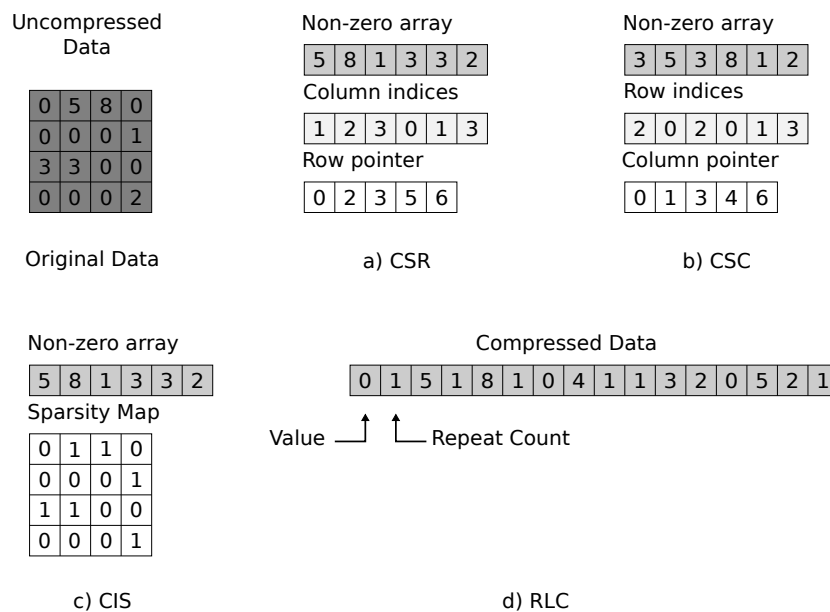 Uncompressed
Data
0 5 8 0
0 0 0 1
3 3 0 0
0 0 0 2
Original Data
Non-zero array
5 8 1 3 3 2
Column indices
1 2 3 0 1 3
Row pointer
0 2 3 5 6
a) CSR
Non-zero array
3 5 3 8 1 2
Row indices
2 0 2 0 1 3
Column pointer
0 1 3 4 6
b) CSC
Non-zero array
5 8 1 3 3 2
Sparsity Map
0 1 1 0
0 0 0 1
1 1 0 0
0 0 0 1
c) CIS
Compressed Data
0 1 5 1 8 1 0 4 1 1 3 2 0 5 2 1
Value
Repeat Count
d) RLC